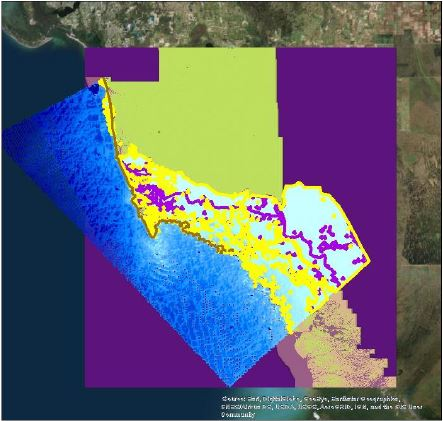 Source: Esri, DigitalGlobe, GeoEye, Earthstar Geographics,
CNES/Airbus DS, USDA, USGS, AeroGRID, IGN, and the GIS User
Community